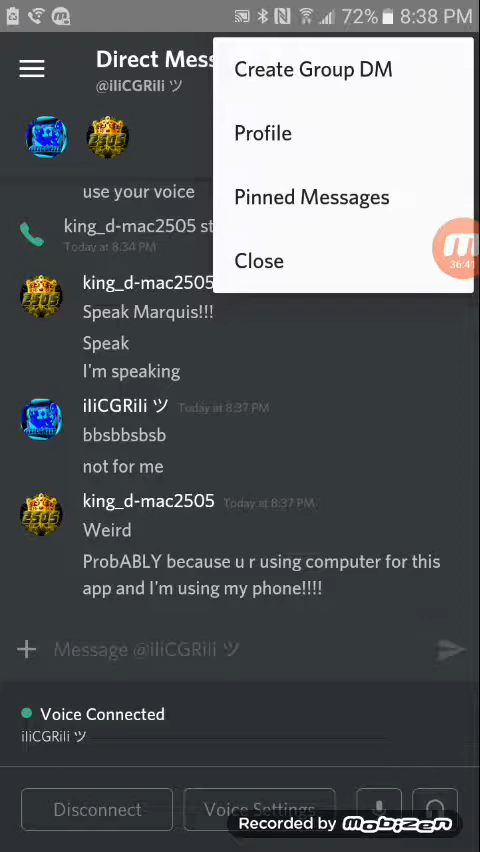 72% 8:38 PM
Direct Mess
@iliCGRili ツ
Create Group DM
Profile
Pinned Messages
Close
36:41
2505
use your voice
king_d-mac2505 st
Today at 8:34 PM
king_d-mac2505
Speak Marquis!!!
Speak
I'm speaking
iliCGRili ツ Today at 8:37 PM
bbsbbsbsb
not for me
king_d-mac2505 Today at 8:37 PM
Weird
ProbABLY because u r using computer for this
app and I'm using my phone!!!!
Message @iliCGRili ツ
Voice Connected
iliCGRili ツ
Disconnect
Voice Settings
Recorded by mobizen